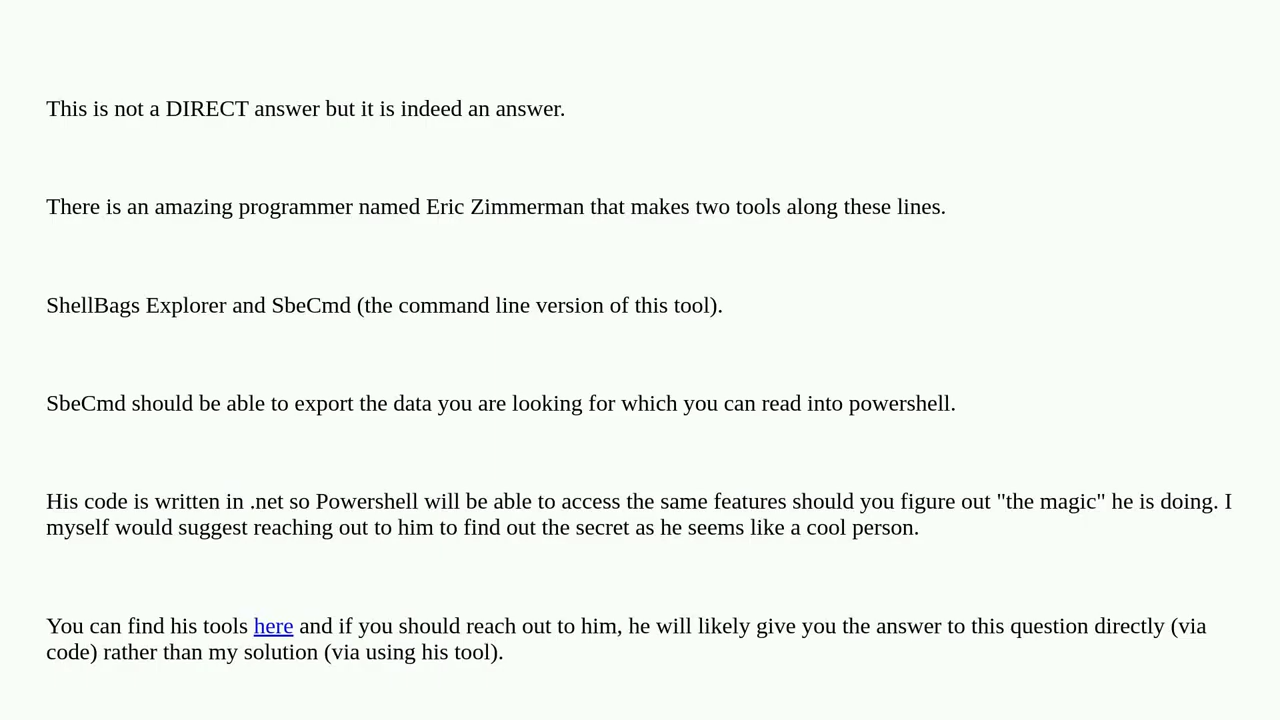 This is not a DIRECT answer but it is indeed an answer.
There is an amazing programmer named Eric Zimmerman that makes two tools along these lines.
ShellBags Explorer and SbeCmd (the command line version of this tool).
SbeCmd should be able to export the data you are looking for which you can read into powershell.
His code is written in .net so Powershell will be able to access the same features should you figure out "the magic" he is doing. I
myself would suggest reaching out to him to find out the secret as he seems like a cool person.
You can find his tools here and if you should reach out to him, he will likely give you the answer to this question directly (via
code) rather than my solution (via using his tool).